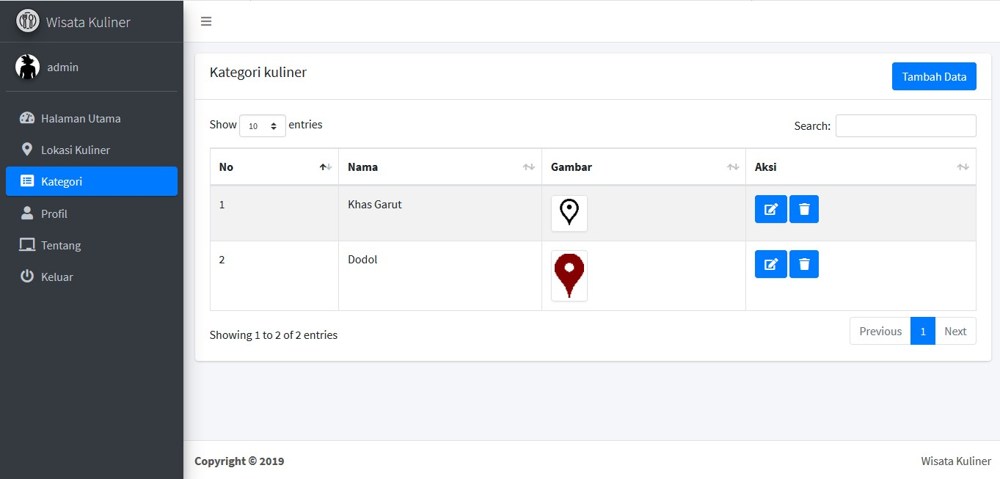 Wisata Kuliner
admin
Halaman Utama
Lokasi Kuliner
Kategori
Profil
Tentang
Keluar
Kategori kuliner
Tambah Data
Show 10 entries
Search:
No Nama Gambar Aksi
1 Khas Garut
2 Dodol
Showing 1 to 2 of 2 entries
Previous 1 Next
Copyright © 2019
Wisata Kuliner